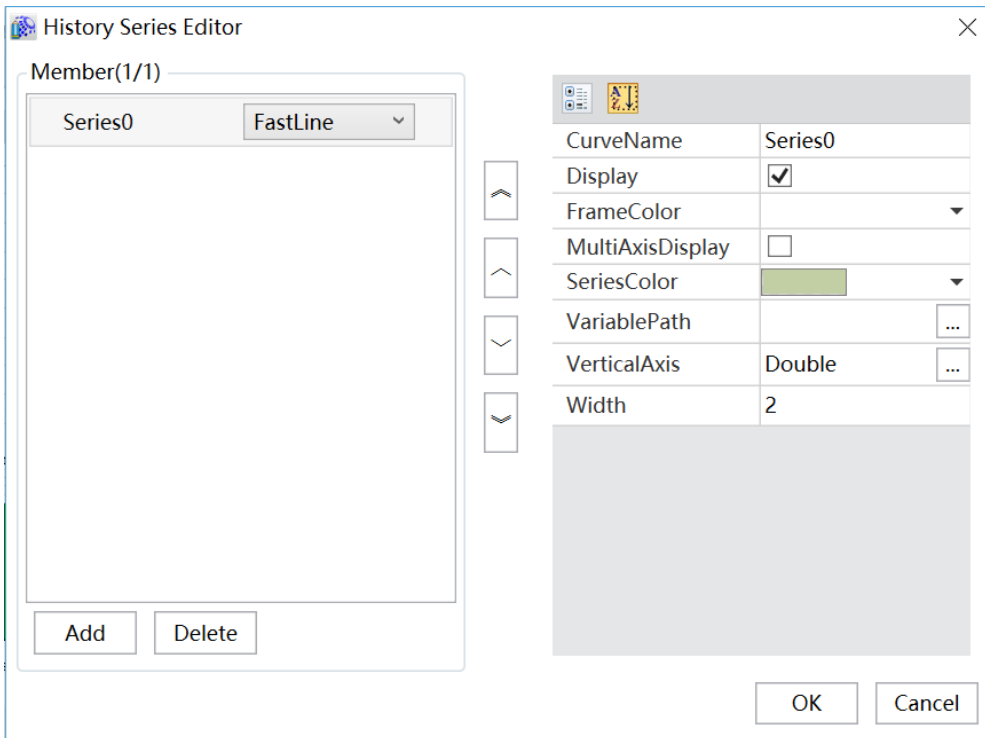 History Series Editor
Member(1/1)
Series0 FastLine
CurveName Series0
Display
FrameColor
MultiAxisDisplay
SeriesColor
VariablePath ...
VerticalAxis Double ...
Width 2
Add Delete
OK Cancel